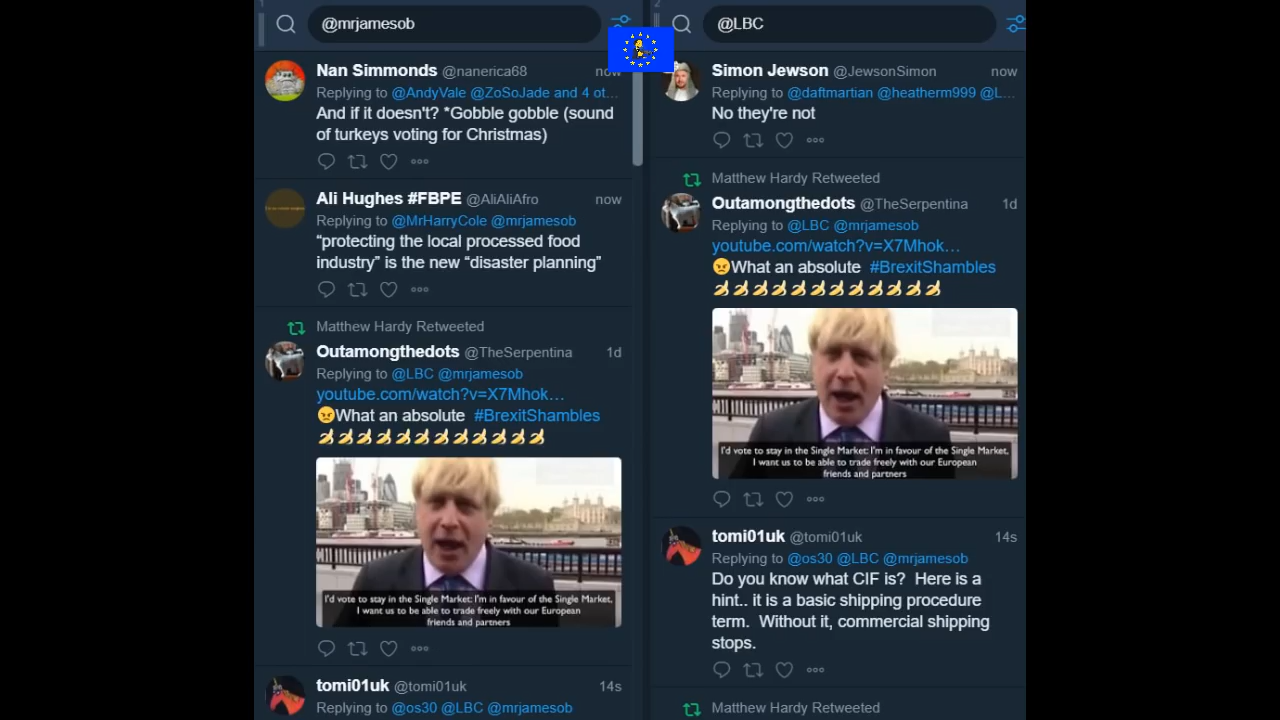 @mrjamesob
Nan Simmonds @nanerica68 now
Replying to @AndyVale @ZoSoJade and 4 ot...
And if it doesn't? *Gobble gobble (sound
of turkeys voting for Christmas)
Ali Hughes #FBPE @AliAliAfro now
Replying to @MrHarryCole @mrjamesob
“protecting the local processed food
industry” is the new “disaster planning”
Matthew Hardy Retweeted
Outamongthedots @TheSerpentina 1d
Replying to @LBC @mrjamesob
youtube.com/watch?v=X7Mhok…
😠What an absolute #BrexitShambles
🍌🍌🍌🍌🍌🍌🍌🍌🍌🍌🍌🍌
I'd vote to stay in the Single Market: I'm in favour of the Single Market,
I want us to be able to trade freely with our European
friends and partners
tomi01uk @tomi01uk 14s
Replying to @os30 @LBC @mrjamesob
2
@LBC
Simon Jewson @JewsonSimon now
Replying to @daftmartian @heatherm999 @L...
No they're not
Matthew Hardy Retweeted
Outamongthedots @TheSerpentina 1d
Replying to @LBC @mrjamesob
youtube.com/watch?v=X7Mhok…
😠What an absolute #BrexitShambles
🍌🍌🍌🍌🍌🍌🍌🍌🍌🍌🍌🍌
I'd vote to stay in the Single Market: I'm in favour of the Single Market,
I want us to be able to trade freely with our European
friends and partners
tomi01uk @tomi01uk 14s
Replying to @os30 @LBC @mrjamesob
Do you know what CIF is? Here is a
hint.. it is a basic shipping procedure
term. Without it, commercial shipping
stops.
Matthew Hardy Retweeted